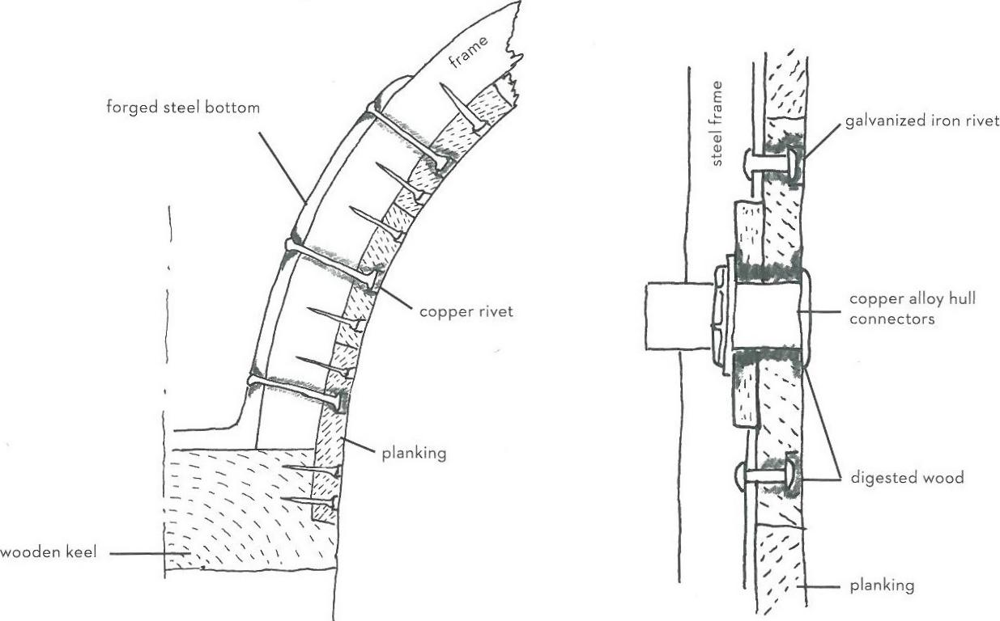 frame
forged steel bottom
copper rivet
planking
wooden keel
steel frame
galvanized iron rivet
copper alloy hull
connectors
digested wood
planking